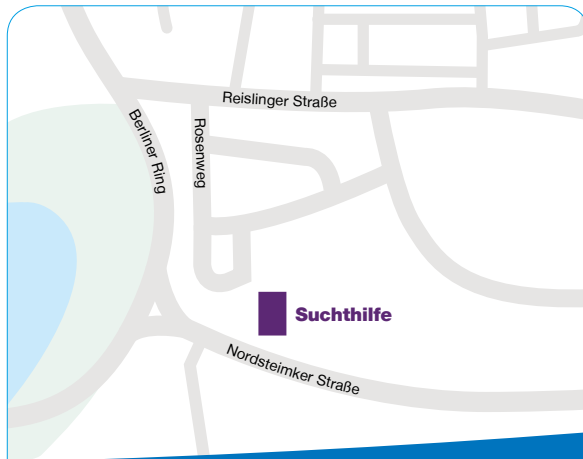 Reislinger Straße
Berliner Ring
Rosenweg
Suchthilfe
Nordsteimker Straße